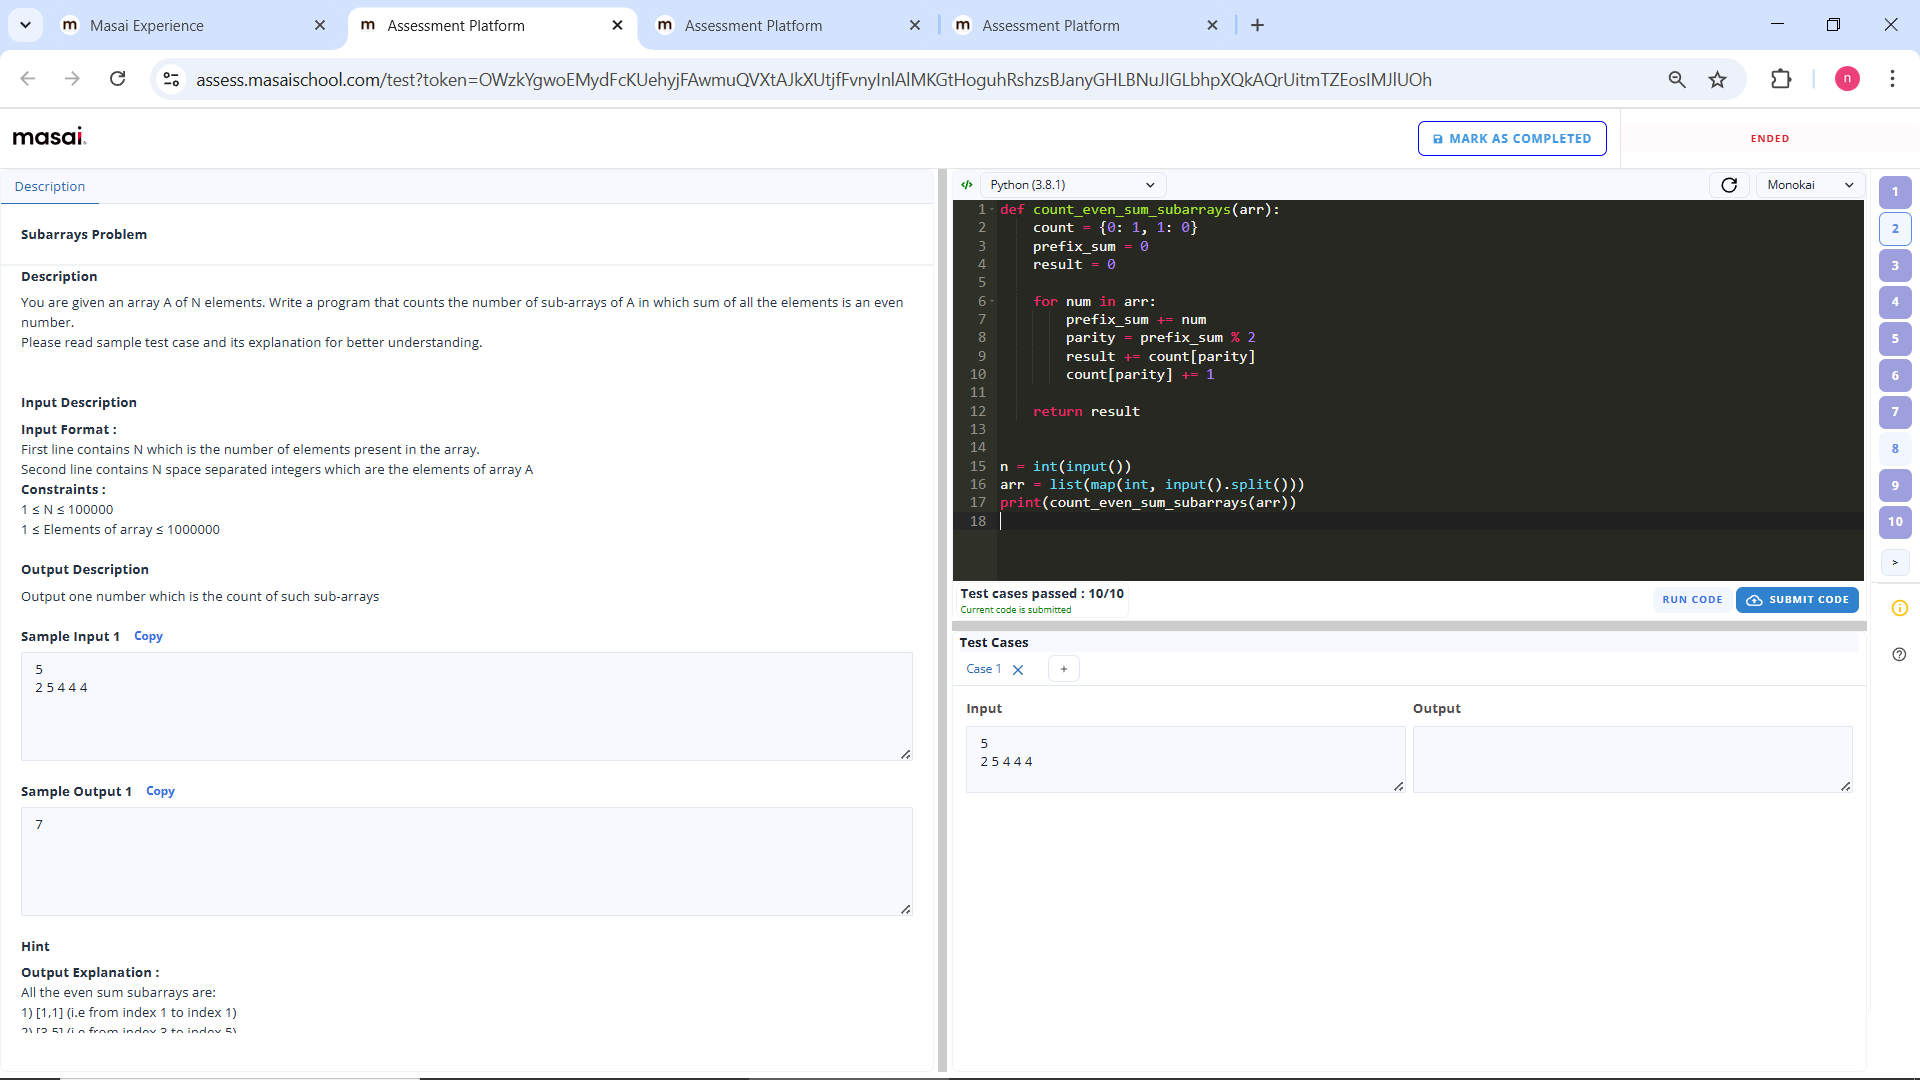 Masai Experience
Assessment Platform
Assessment Platform
Assessment Platform
assess.masaischool.com/test?token=OWzkYgwoEMydFcKUehyjFAwmuQVXtAJkXUtjfFvnyInlAlMKGtHoguhRshzsBJanyGHLBNuJIGLbhpXQkAQrUitmTZEosIMJlUOh
n
masai.
MARK AS COMPLETED
ENDED
Description
Subarrays Problem
Description
You are given an array A of N elements. Write a program that counts the number of sub-arrays of A in which sum of all the elements is an even
number.
Please read sample test case and its explanation for better understanding.
Input Description
Input Format :
First line contains N which is the number of elements present in the array.
Second line contains N space separated integers which are the elements of array A
Constraints :
1 ≤ N ≤ 100000
1 ≤ Elements of array ≤ 1000000
Output Description
Output one number which is the count of such sub-arrays
Sample Input 1 Copy
5
2 5 4 4 4
Sample Output 1 Copy
7
Hint
Output Explanation :
All the even sum subarrays are:
1) [1,1] (i.e from index 1 to index 1)
2) [3,5] (i.e from index 3 to index 5)
</> Python (3.8.1)
Monokai
1 def count_even_sum_subarrays(arr):
2 count = {0: 1, 1: 0}
3 prefix_sum = 0
4 result = 0
5
6 for num in arr:
7 prefix_sum += num
8 parity = prefix_sum % 2
9 result += count[parity]
10 count[parity] += 1
11
12 return result
13
14
15 n = int(input())
16 arr = list(map(int, input().split()))
17 print(count_even_sum_subarrays(arr))
18
Test cases passed : 10/10
Current code is submitted
RUN CODE
SUBMIT CODE
Test Cases
Case 1
+
Input
5
2 5 4 4 4
Output
1
2
3
4
5
6
7
8
9
10
>